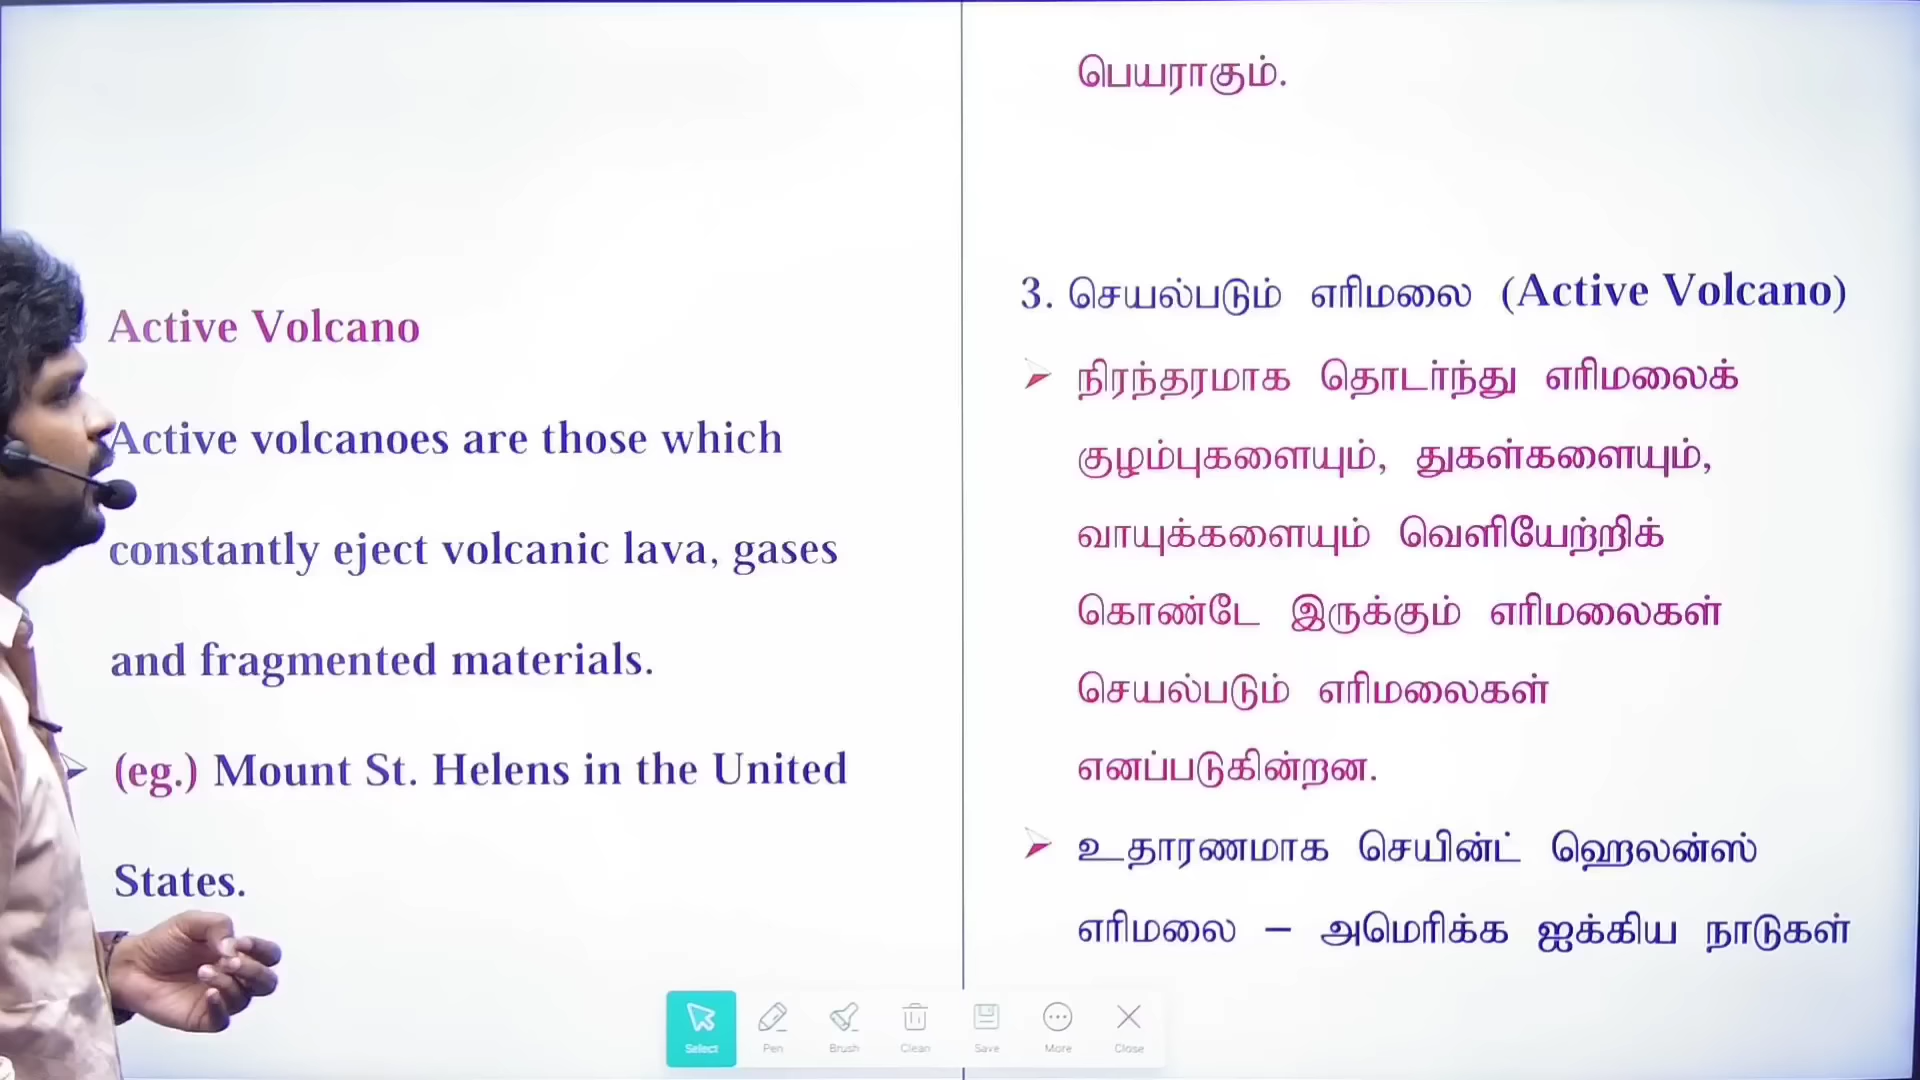 Active Volcano
Active volcanoes are those which
constantly eject volcanic lava, gases
and fragmented materials.
(eg.) Mount St. Helens in the United
States.
பெயராகும்.
3. செயல்படும் எரிமலை (Active Volcano)
நிரந்தரமாக தொடர்ந்து எரிமலைக்
குழம்புகளையும், துகள்களையும்,
வாயுக்களையும் வெளியேற்றிக்
கொண்டே இருக்கும் எரிமலைகள்
செயல்படும் எரிமலைகள்
எனப்படுகின்றன.
உதாரணமாக செயின்ட் ஹெலன்ஸ்
எரிமலை – அமெரிக்க ஐக்கிய நாடுகள்
Select Pen Brush Clean Save More Close